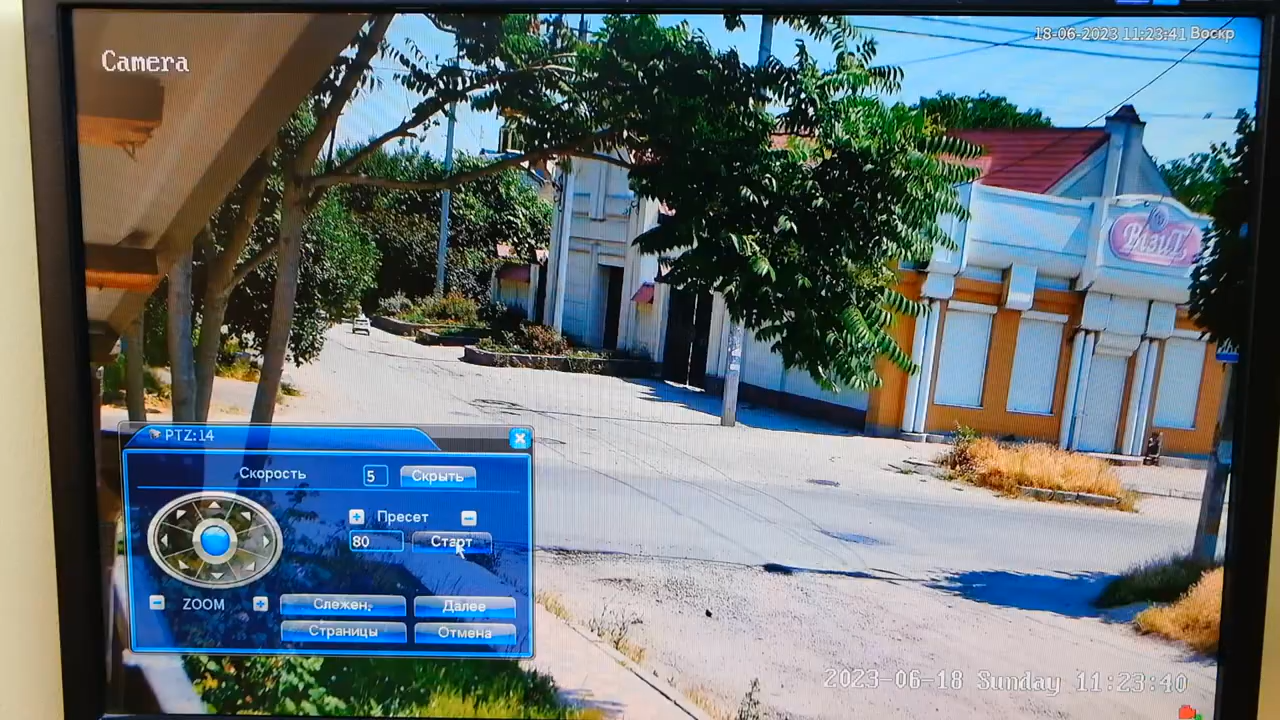 18-06-2023 11:23:41 Воскр
Camera
ВизиТ
PTZ:14
Скорость
5
Скрыть
Пресет
80
Старт
ZOOM
Слежен.
Далее
Страницы
Отмена
2023-06-18 Sunday 11:23:40